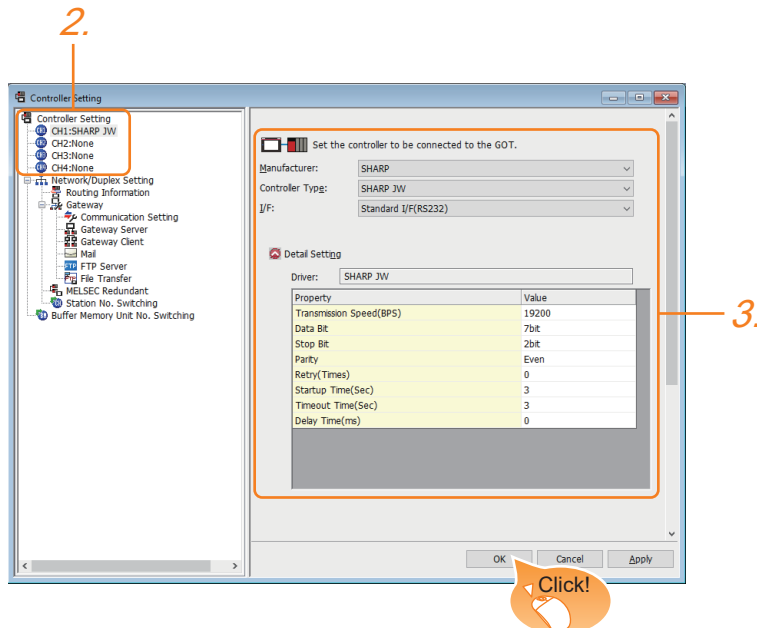 2.
Controller Setting
Controller Setting
CH1:SHARP JW
CH2:None
CH3:None
CH4:None
Network/Duplex Setting
Routing Information
Gateway
Communication Setting
Gateway Server
Gateway Client
Mail
FTP Server
File Transfer
MELSEC Redundant
Station No. Switching
Buffer Memory Unit No. Switching
Set the controller to be connected to the GOT.
Manufacturer: SHARP
Controller Type: SHARP JW
I/F: Standard I/F(RS232)
Detail Setting
Driver: SHARP JW
Property Value
Transmission Speed(BPS) 19200
Data Bit 7bit
Stop Bit 2bit
Parity Even
Retry(Times) 0
Startup Time(Sec) 3
Timeout Time(Sec) 3
Delay Time(ms) 0
3.
OK Cancel Apply
Click!